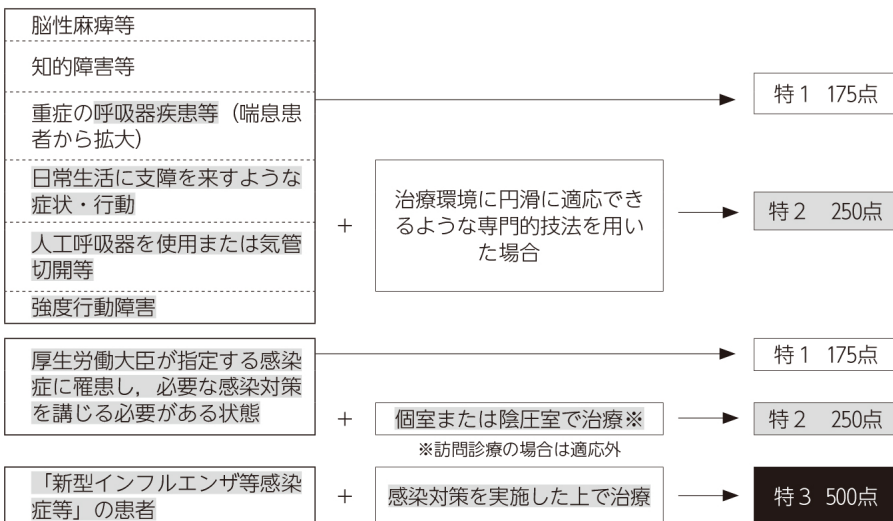 脳性麻痺等
知的障害等
重症の呼吸器疾患等（喘息患
者から拡大）
特1 175点
日常生活に支障を来すような
症状・行動
人工呼吸器を使用または気管
切開等
強度行動障害
+
治療環境に円滑に適応でき
るような専門的技法を用い
た場合
特2 250点
厚生労働大臣が指定する感染
症に罹患し，必要な感染対策
を講じる必要がある状態
特1 175点
+
個室または陰圧室で治療※
※訪問診療の場合は適応外
特2 250点
「新型インフルエンザ等感染
症等」の患者
+
感染対策を実施した上で治療
特3 500点